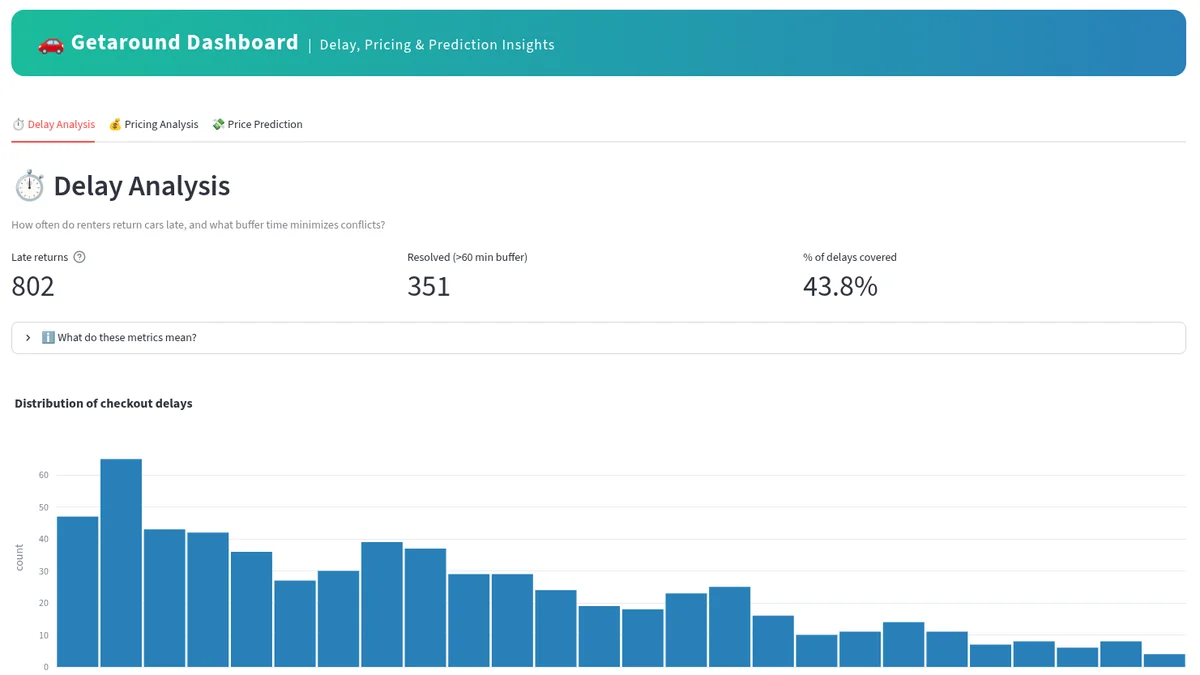 🚗 Getaround Dashboard | Delay, Pricing & Prediction Insights
⏱️ Delay Analysis 💰 Pricing Analysis 💸 Price Prediction
⏱️ Delay Analysis
How often do renters return cars late, and what buffer time minimizes conflicts?
Late returns Resolved (>60 min buffer) % of delays covered
802 351 43.8%
ℹ️ What do these metrics mean?
Distribution of checkout delays
60
50
40
30
20
10
0
count